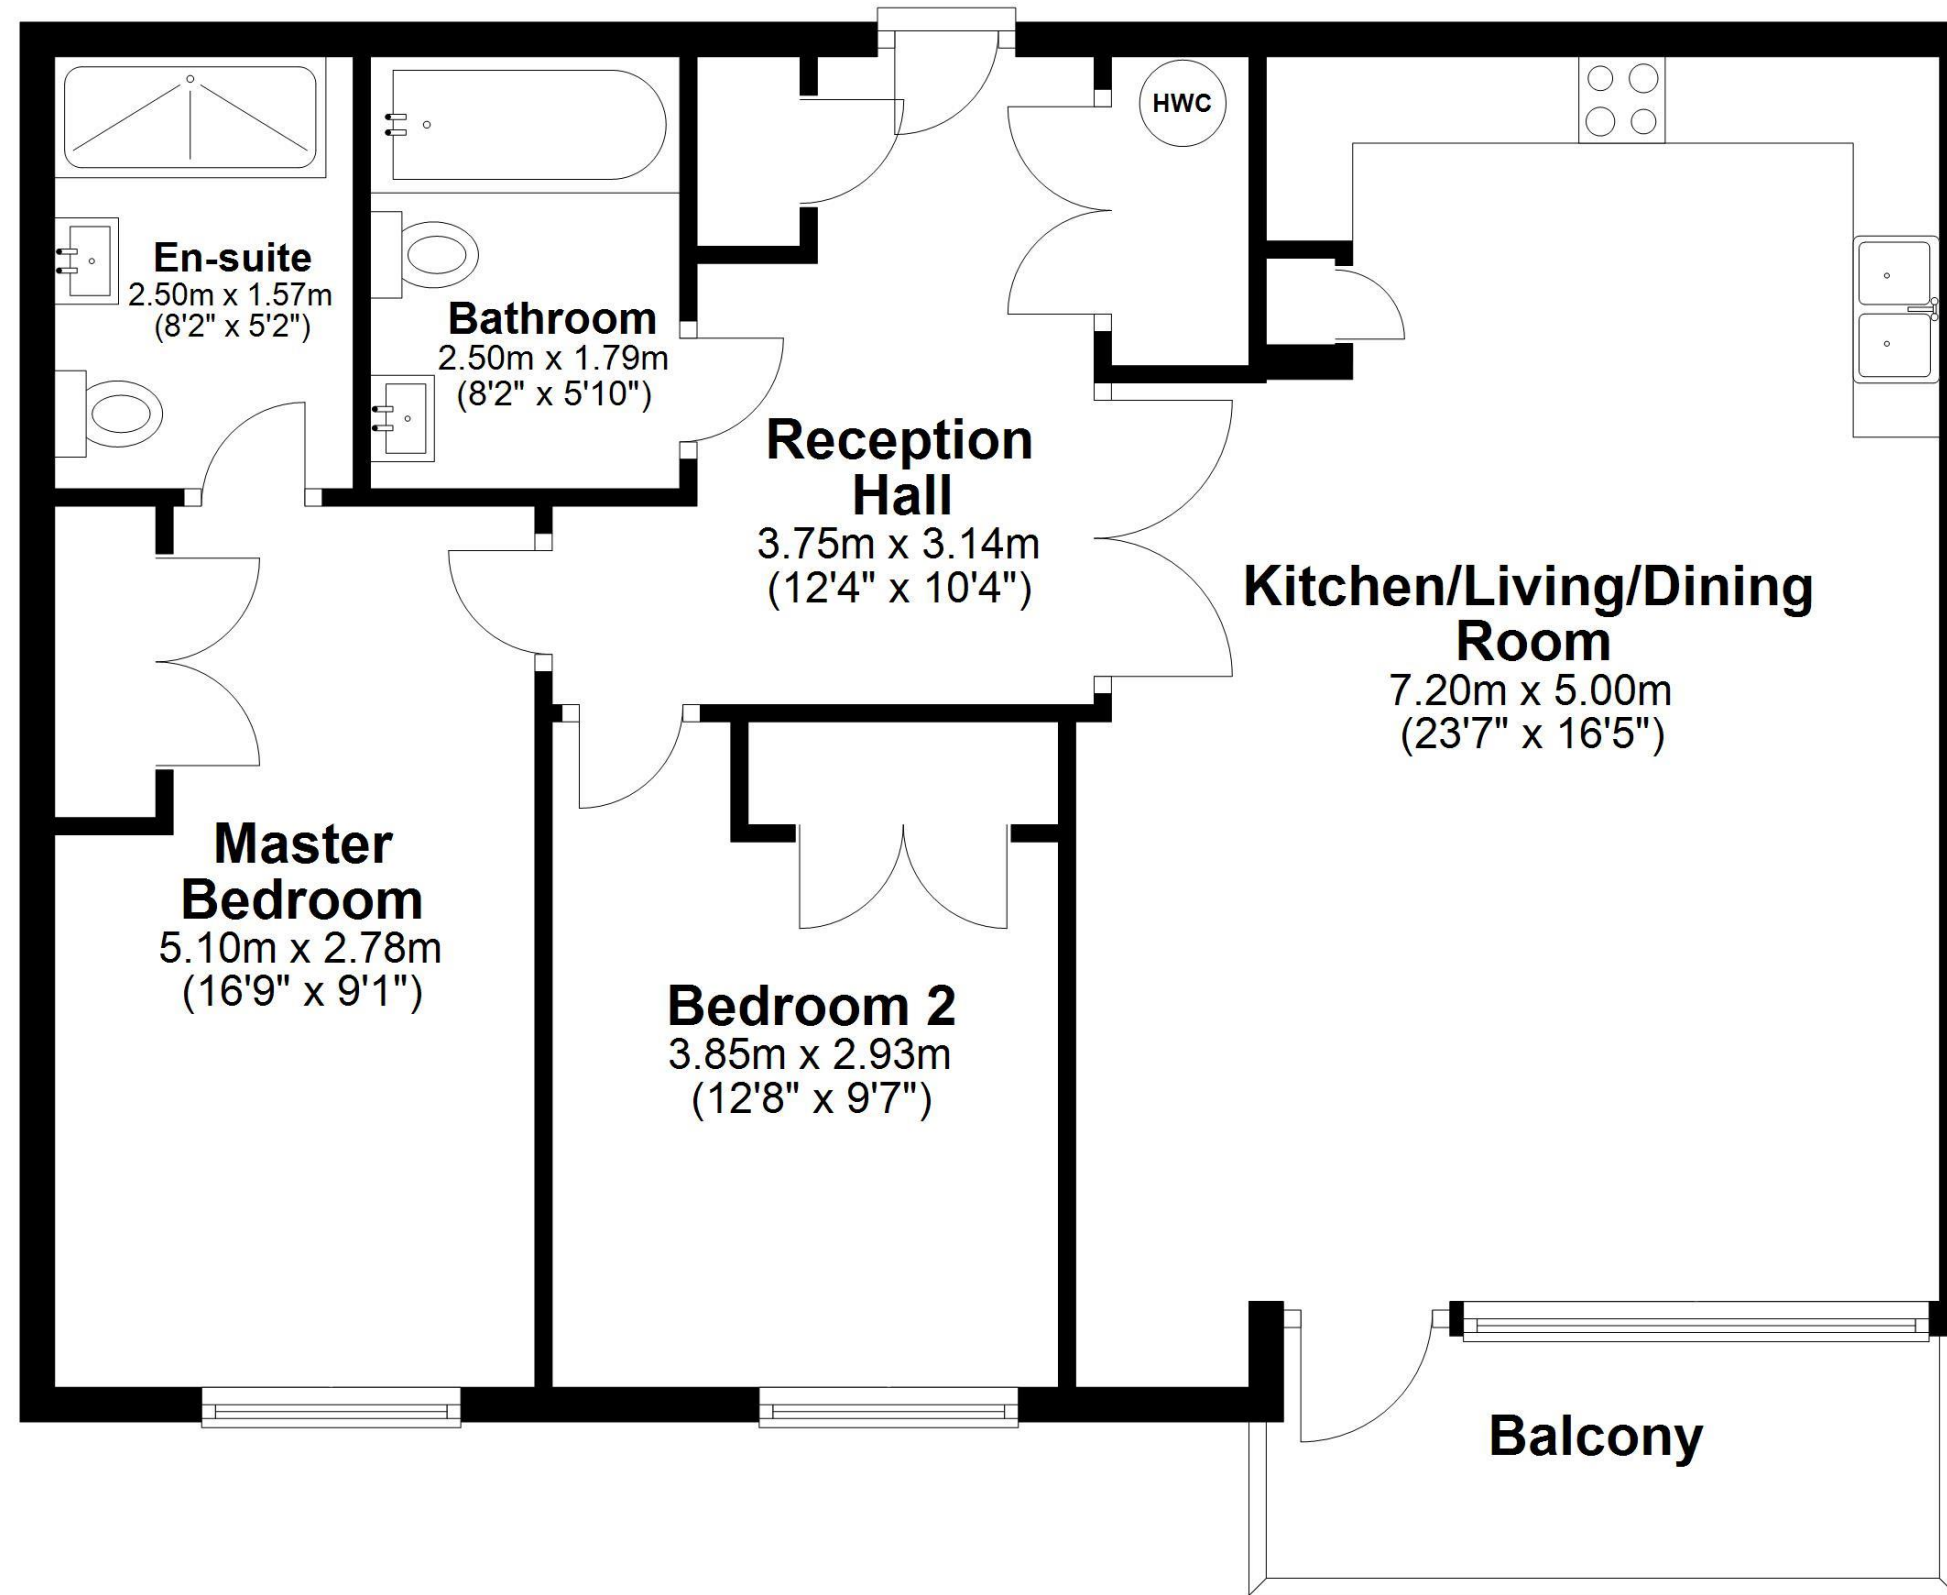 HWC
En-suite
2.50m x 1.57m
(8'2" x 5'2")
Bathroom
2.50m x 1.79m
(8'2" x 5'10")
Reception
Hall
3.75m x 3.14m
(12'4" x 10'4")
Kitchen/Living/Dining
Room
7.20m x 5.00m
(23'7" x 16'5")
Master
Bedroom
5.10m x 2.78m
(16'9" x 9'1")
Bedroom 2
3.85m x 2.93m
(12'8" x 9'7")
Balcony